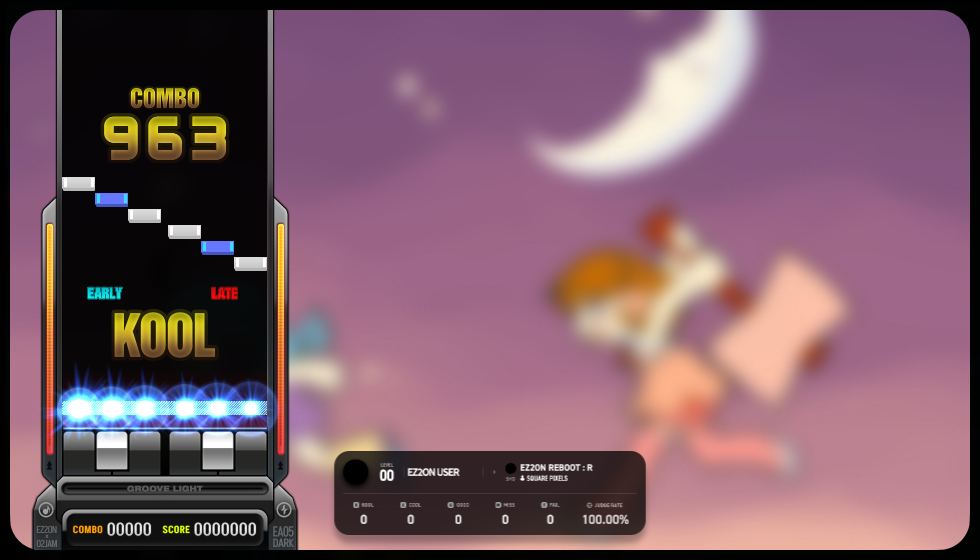 COMBO
963
EARLY LATE
KOOL
GROOVE LIGHT
EZ2ON
X
O2JAM
COMBO 00000 SCORE 0000000
EA05
DARK
LEVEL
00 EZ2ON USER
EZ2ON REBOOT : R
SQUARE PIXELS
KOOL COOL GOOD MISS FAIL JUDGE RATE
0 0 0 0 0 100.00%